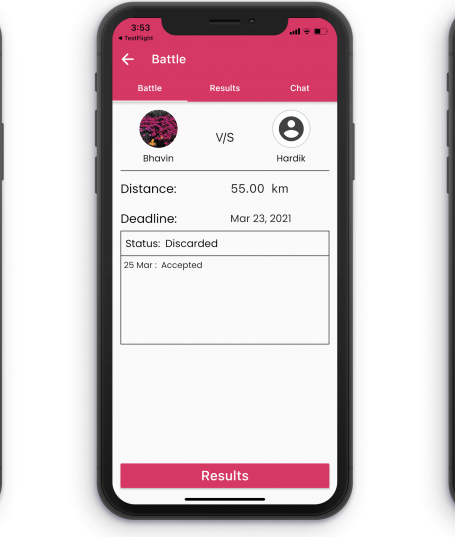 3:53
◀ TestFlight
Battle
Battle Results Chat
V/S
Bhavin Hardik
Distance: 55.00 km
Deadline: Mar 23, 2021
Status: Discarded
25 Mar : Accepted
Results